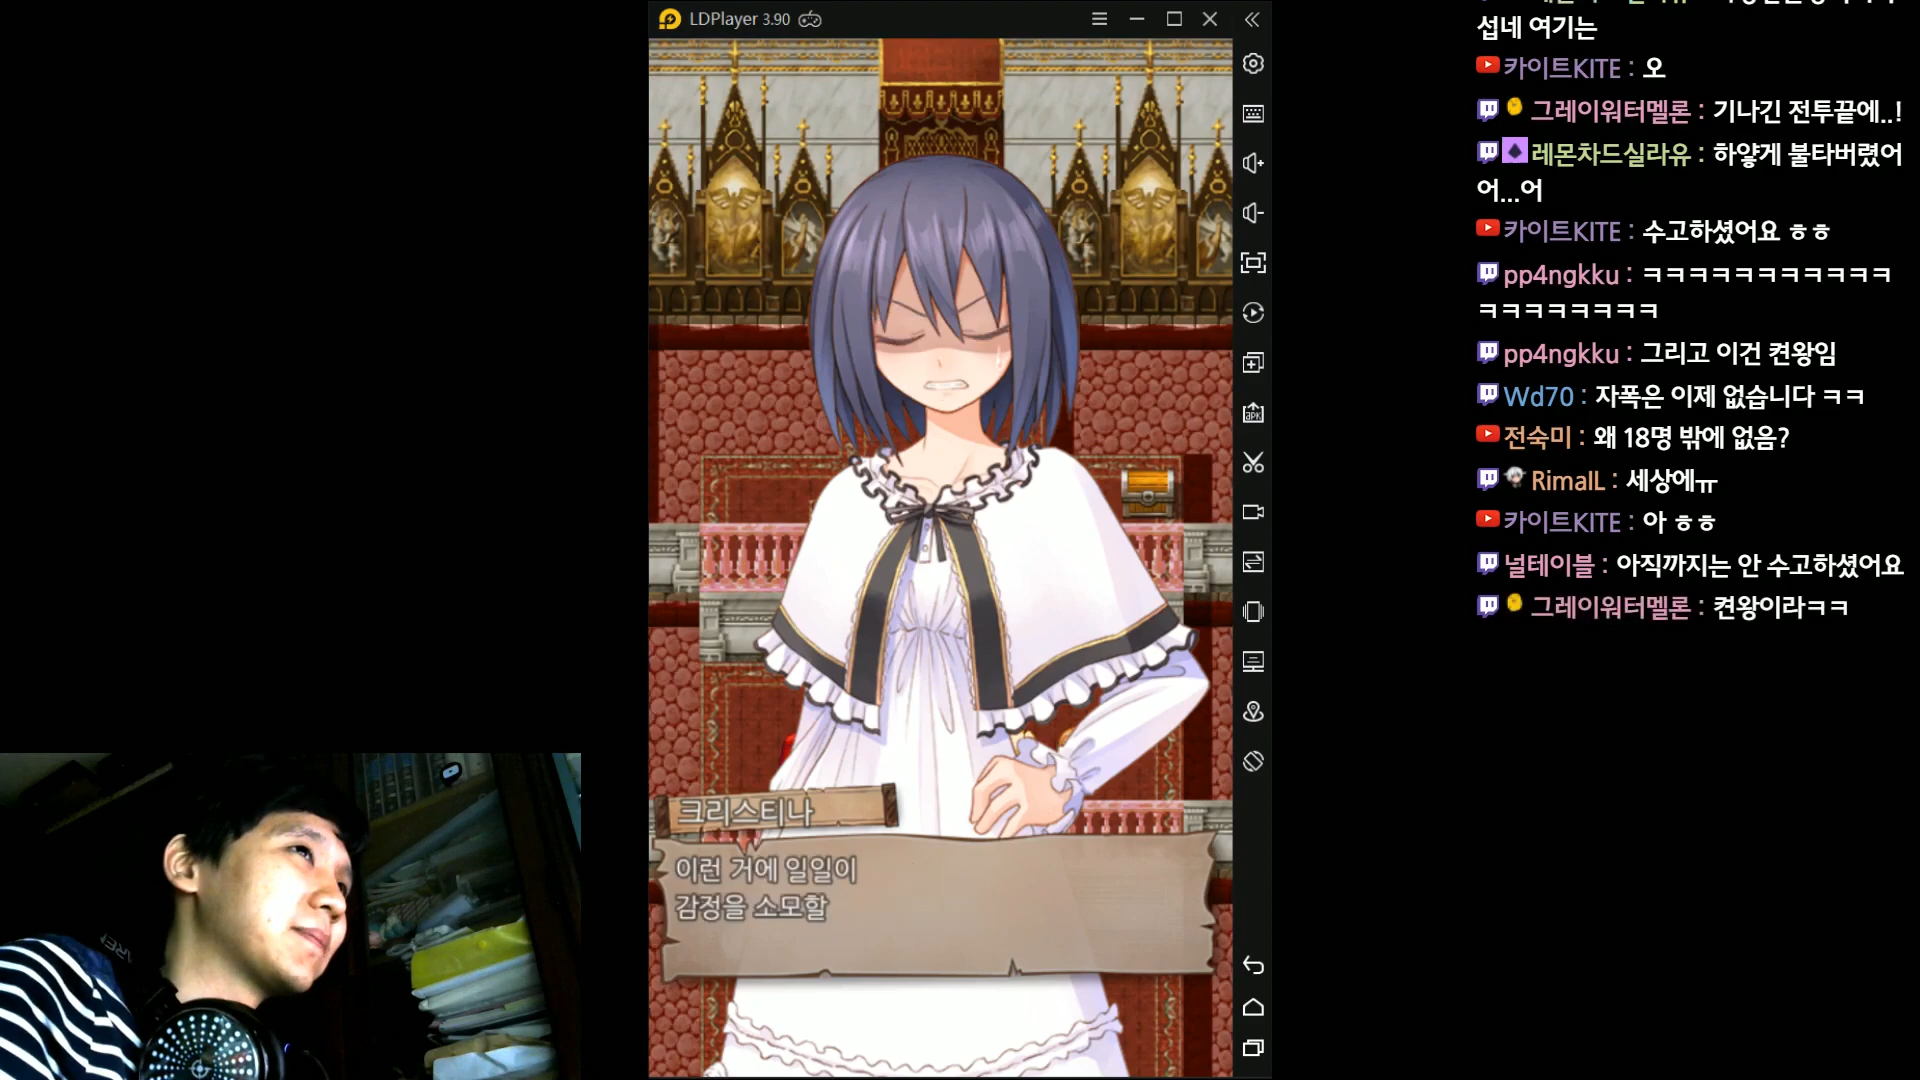 LDPlayer 3.90
크리스티나
이런 거에 일일이
감정을 소모할
섭네 여기는
카이트KITE : 오
그레이워터멜론 : 기나긴 전투끝에..!
레몬차드실라유 : 하얗게 불타버렸어
어...어
카이트KITE : 수고하셨어요 ㅎㅎ
pp4ngkku : ㅋㅋㅋㅋㅋㅋㅋㅋㅋㅋㅋ
ㅋㅋㅋㅋㅋㅋㅋㅋ
pp4ngkku : 그리고 이건 켠왕임
Wd70 : 자폭은 이제 없습니다 ㅋㅋ
전숙미 : 왜 18명 밖에 없음?
RimalL : 세상에ㅠ
카이트KITE : 아 ㅎㅎ
널테이블 : 아직까지는 안 수고하셨어요
그레이워터멜론 : 켠왕이라ㅋㅋ
APK